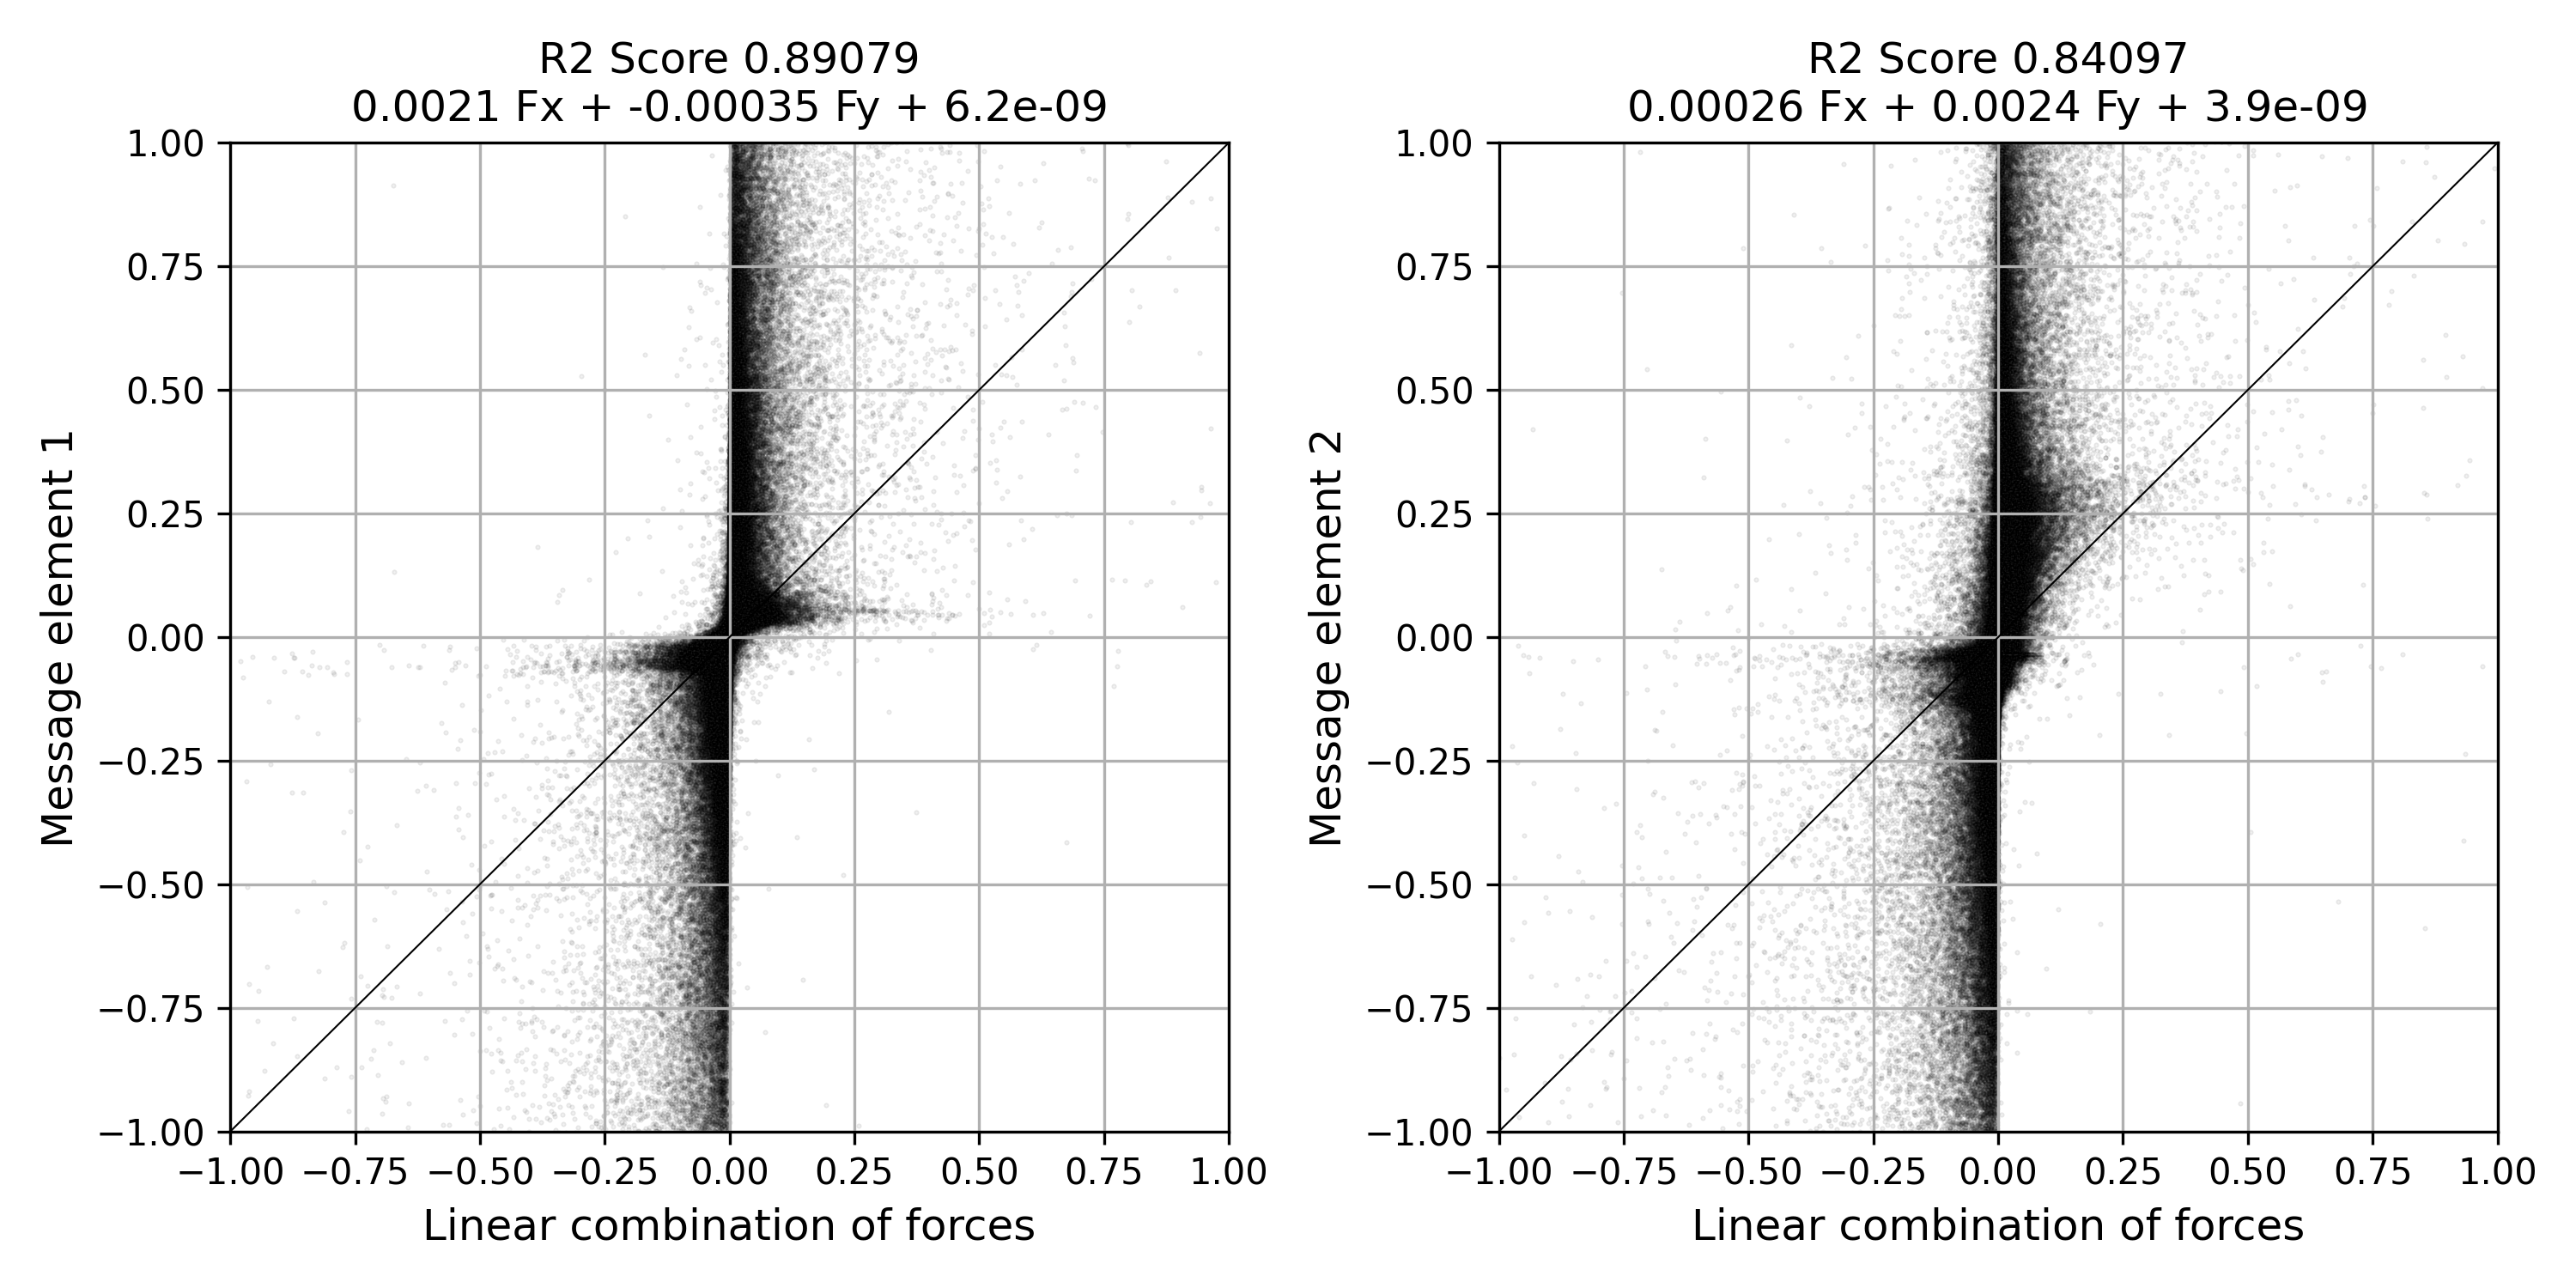 R2 Score 0.89079
0.0021 Fx + -0.00035 Fy + 6.2e-09
1.00
0.75
0.50
0.25
0.00
−0.25
−0.50
−0.75
−1.00
Message element 1
−1.00 −0.75 −0.50 −0.25 0.00 0.25 0.50 0.75 1.00
Linear combination of forces
R2 Score 0.84097
0.00026 Fx + 0.0024 Fy + 3.9e-09
1.00
0.75
0.50
0.25
0.00
−0.25
−0.50
−0.75
−1.00
Message element 2
−1.00 −0.75 −0.50 −0.25 0.00 0.25 0.50 0.75 1.00
Linear combination of forces